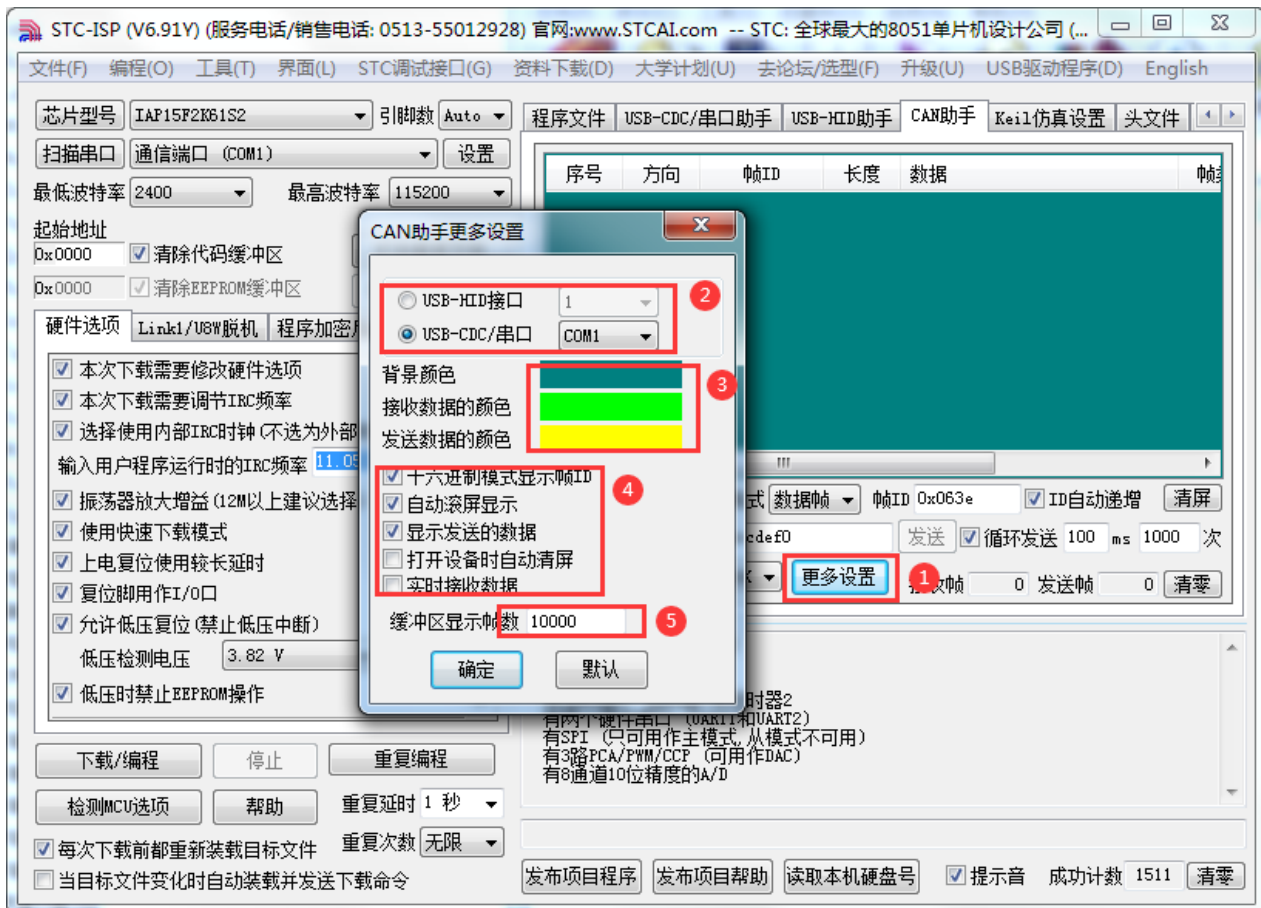 STC-ISP (V6.91Y) (服务电话/销售电话: 0513-55012928) 官网:www.STCAI.com -- STC: 全球最大的8051单片机设计公司 (...
文件(F) 编程(O) 工具(T) 界面(L) STC调试接口(G) 资料下载(D) 大学计划(U) 去论坛/选型(F) 升级(U) USB驱动程序(D) English
芯片型号 IAP15F2K61S2 引脚数 Auto
扫描串口 通信端口 (COM1) 设置
最低波特率 2400 最高波特率 115200
起始地址
0x0000 清除代码缓冲区
0x0000 清除EEPROM缓冲区
硬件选项 Link1/U8W脱机 程序加密
本次下载需要修改硬件选项
本次下载需要调节IRC频率
选择使用内部IRC时钟(不选为外部
输入用户程序运行时的IRC频率 11.05
振荡器放大增益(12M以上建议选择
使用快速下载模式
上电复位使用较长延时
复位脚用作I/O口
允许低压复位(禁止低压中断)
低压检测电压 3.82 V
低压时禁止EEPROM操作
下载/编程 停止 重复编程
检测MCU选项 帮助 重复延时 1 秒
每次下载前都重新装载目标文件 重复次数 无限
当目标文件变化时自动装载并发送下载命令
程序文件 USB-CDC/串口助手 USB-HID助手 CAN助手 Keil仿真设置 头文件
序号 方向 帧ID 长度 数据
CAN助手更多设置
USB-HID接口 1
USB-CDC/串口 COM1
2
背景颜色
接收数据的颜色
发送数据的颜色
3
十六进制模式显示帧ID
自动滚屏显示
显示发送的数据
打开设备时自动清屏
实时接收数据
4
缓冲区显示帧数 10000
5
确定 默认
式 数据帧 帧ID 0x063e ID自动递增 清屏
cdef0 发送 循环发送 100 ms 1000 次
更多设置 1 收帧 0 发送帧 0 清零
时器2
有两个硬件串口 (UART1和UART2)
有SPI (只可用作主模式,从模式不可用)
有3路PCA/PWM/CCP (可用作DAC)
有8通道10位精度的A/D
发布项目程序 发布项目帮助 读取本机硬盘号 提示音 成功计数 1511 清零